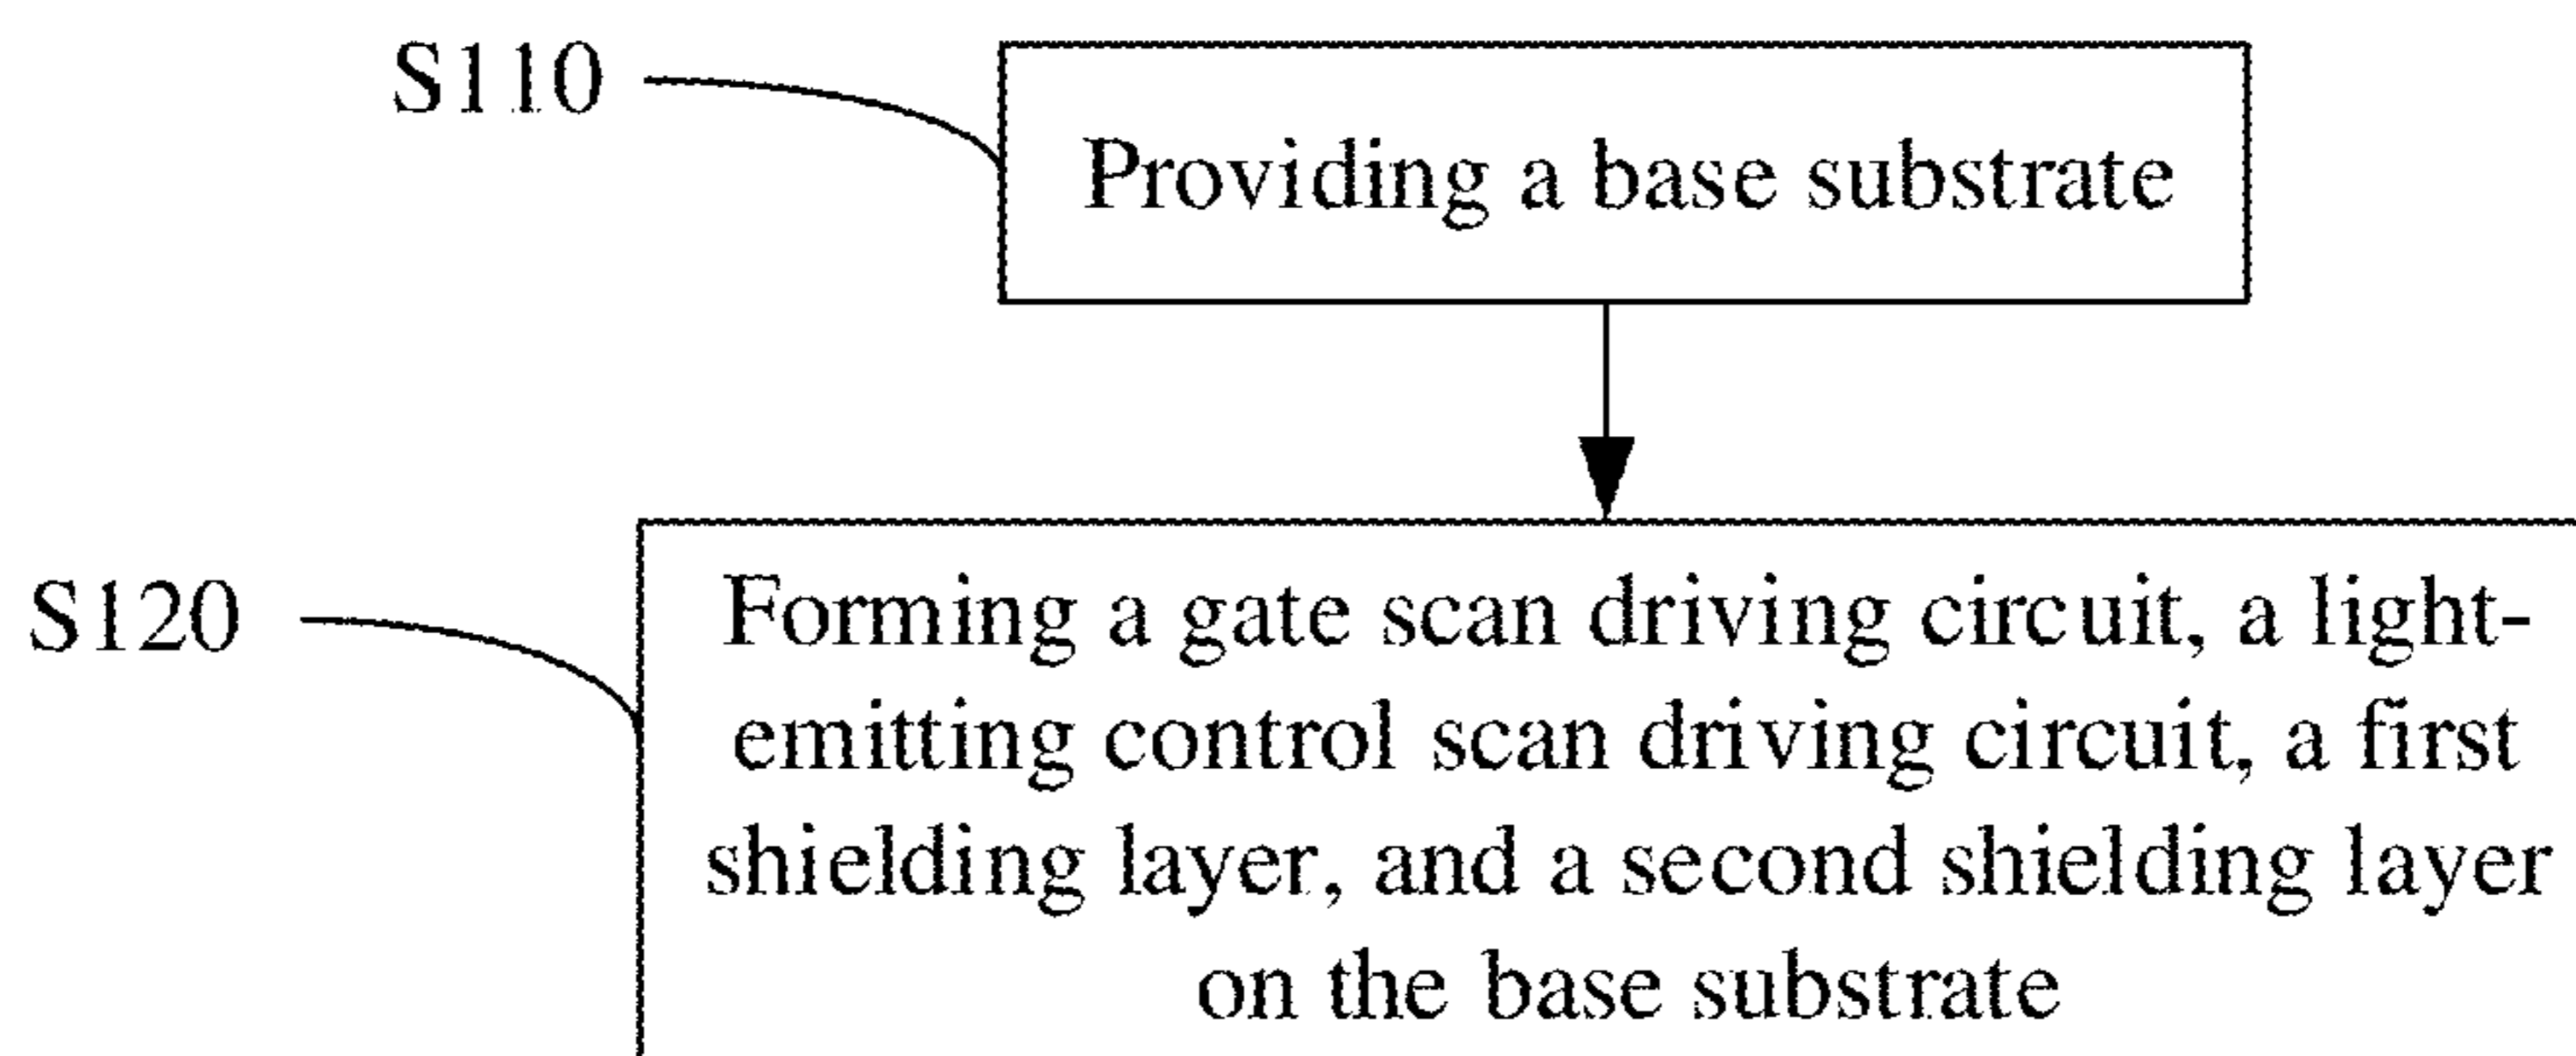 S110
Providing a base substrate
S120
Forming a gate scan driving circuit, a light-
emitting control scan driving circuit, a first
shielding layer, and a second shielding layer
on the base substrate